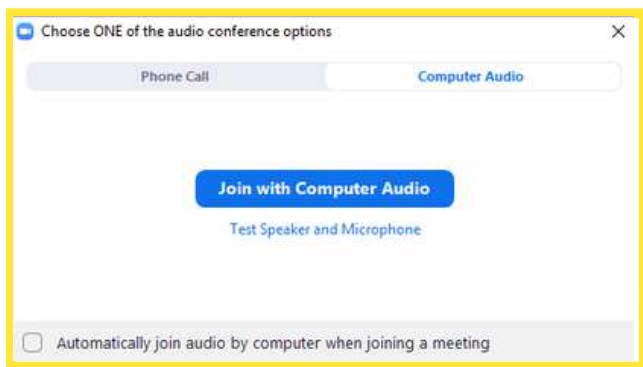 Choose ONE of the audio conference options
Phone Call
Computer Audio
Join with Computer Audio
Test Speaker and Microphone
Automatically join audio by computer when joining a meeting